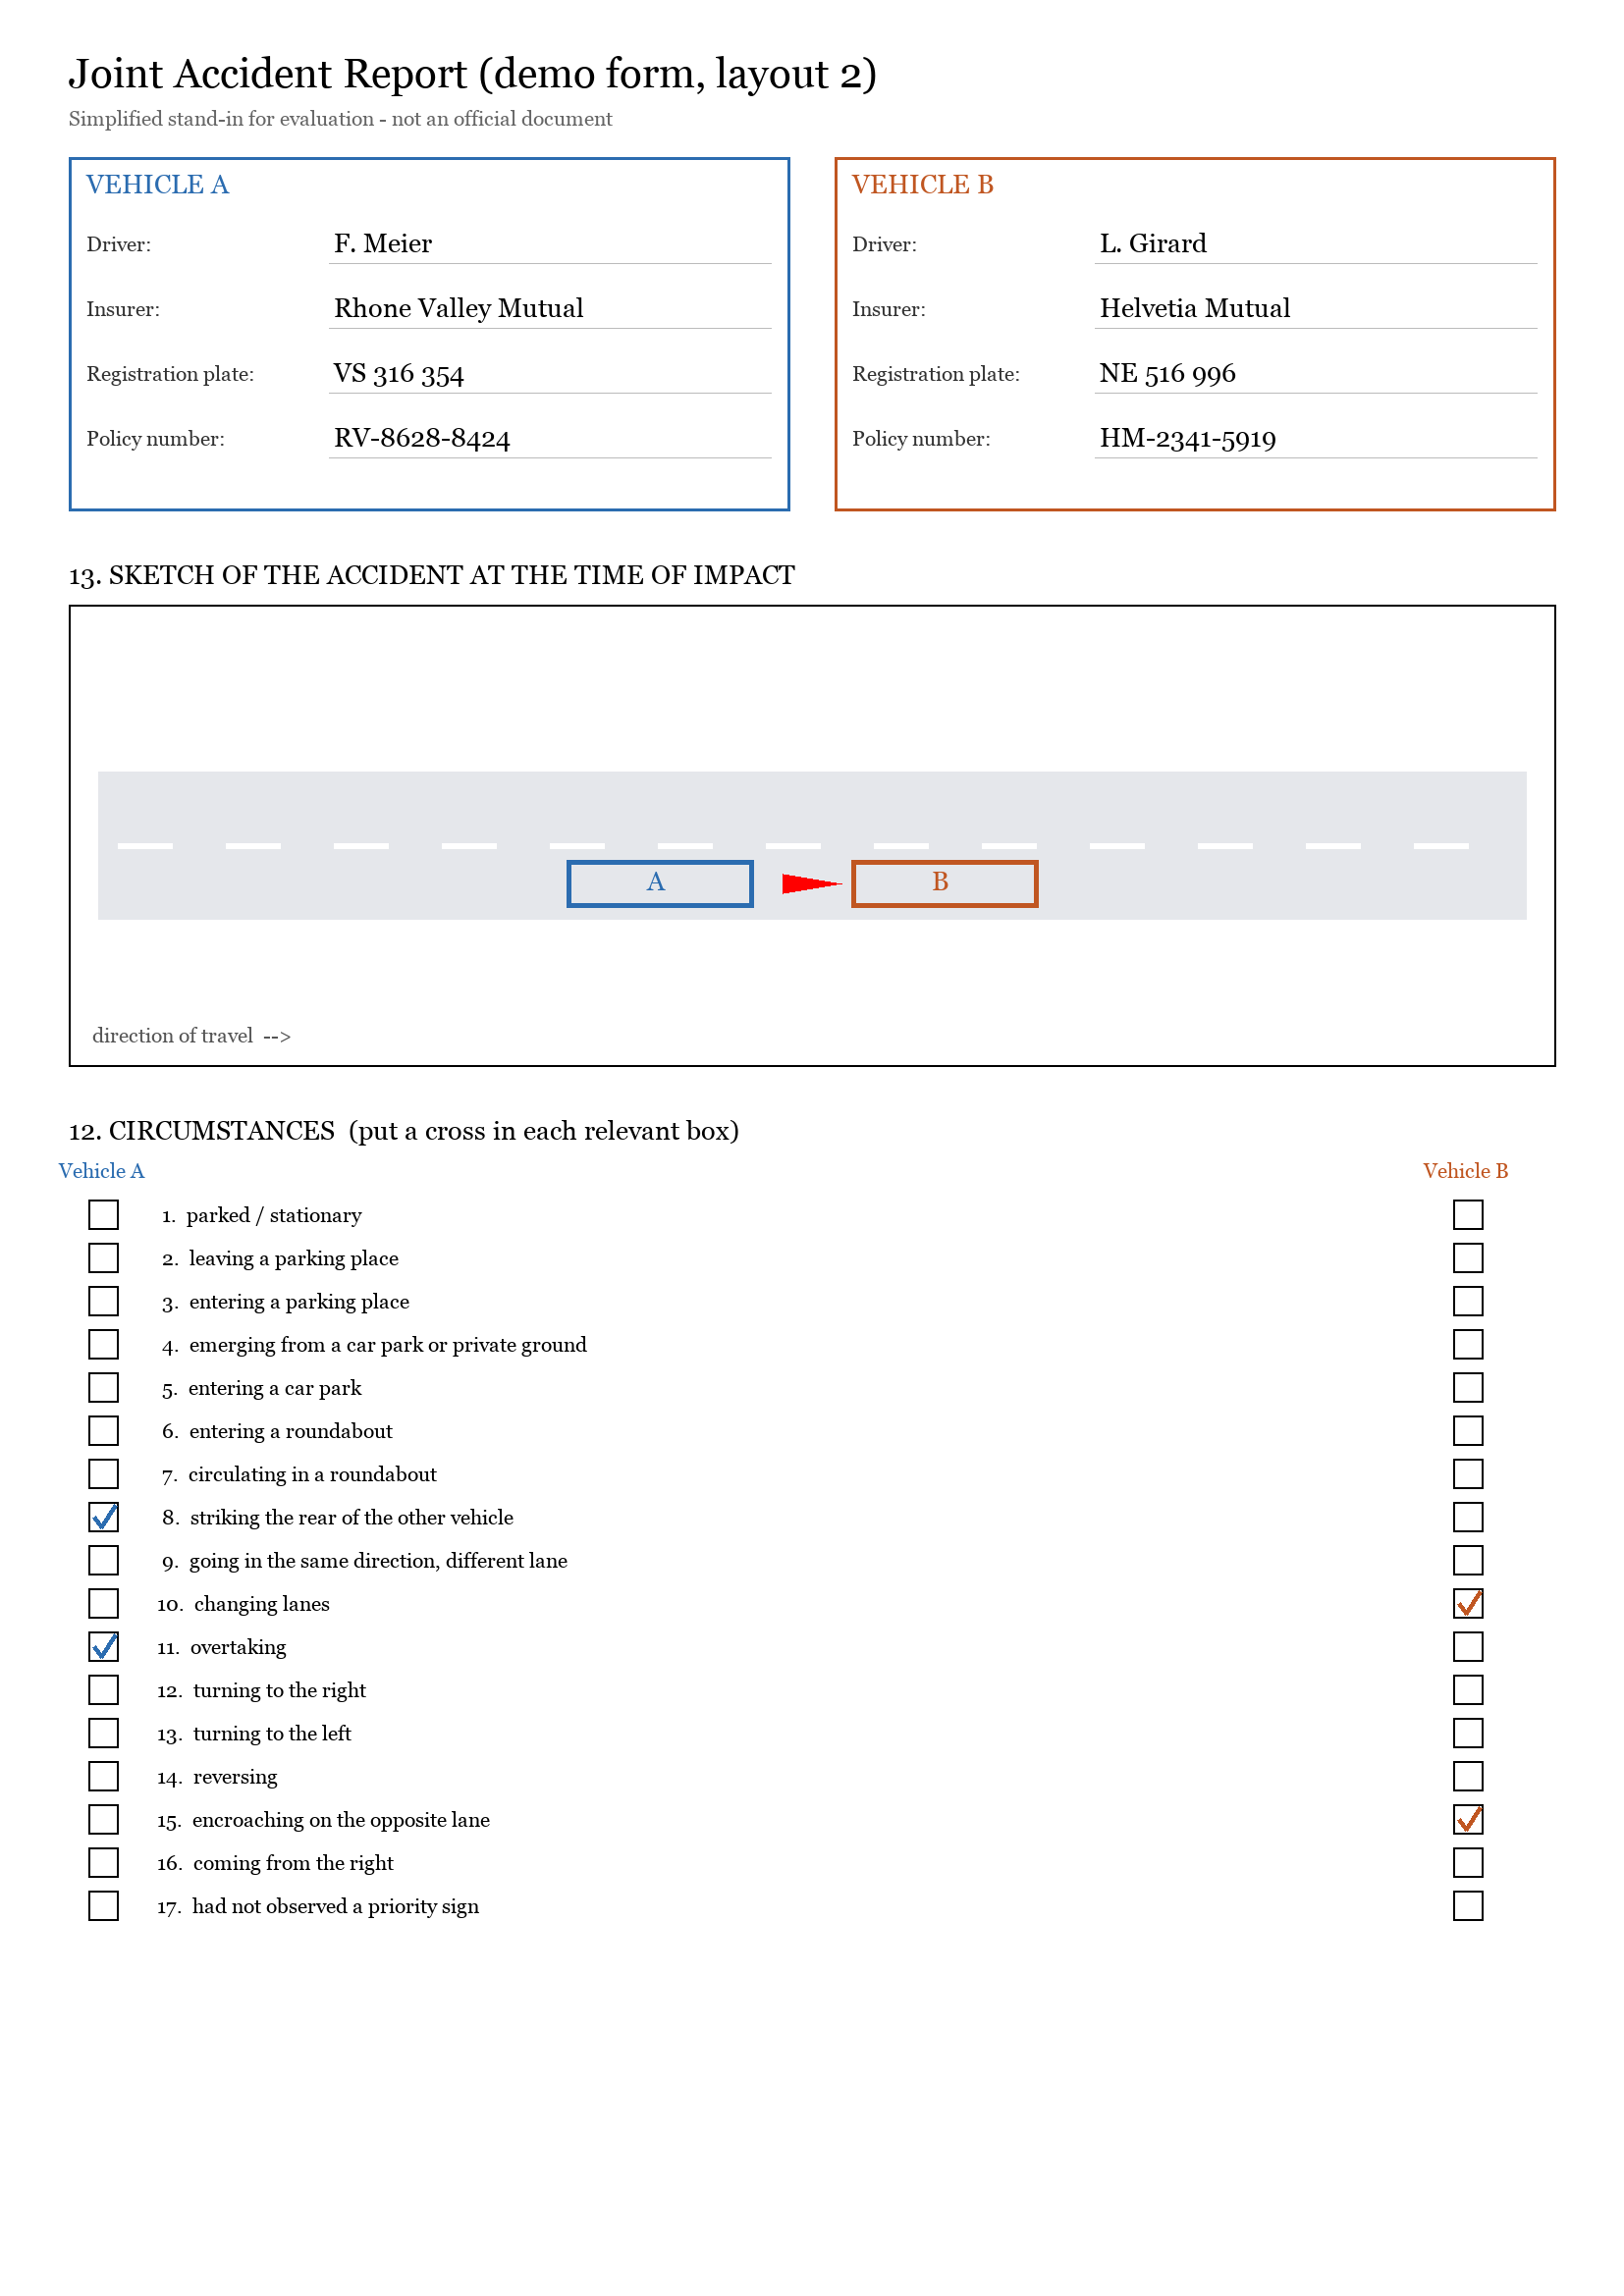 Joint Accident Report (demo form, layout 2)
Simplified stand-in for evaluation - not an official document
VEHICLE A
Driver: F. Meier
Insurer: Rhone Valley Mutual
Registration plate: VS 316 354
Policy number: RV-8628-8424
VEHICLE B
Driver: L. Girard
Insurer: Helvetia Mutual
Registration plate: NE 516 996
Policy number: HM-2341-5919
13. SKETCH OF THE ACCIDENT AT THE TIME OF IMPACT
A
B
direction of travel -->
12. CIRCUMSTANCES (put a cross in each relevant box)
Vehicle A
Vehicle B
1. parked / stationary
2. leaving a parking place
3. entering a parking place
4. emerging from a car park or private ground
5. entering a car park
6. entering a roundabout
7. circulating in a roundabout
8. striking the rear of the other vehicle
9. going in the same direction, different lane
10. changing lanes
11. overtaking
12. turning to the right
13. turning to the left
14. reversing
15. encroaching on the opposite lane
16. coming from the right
17. had not observed a priority sign